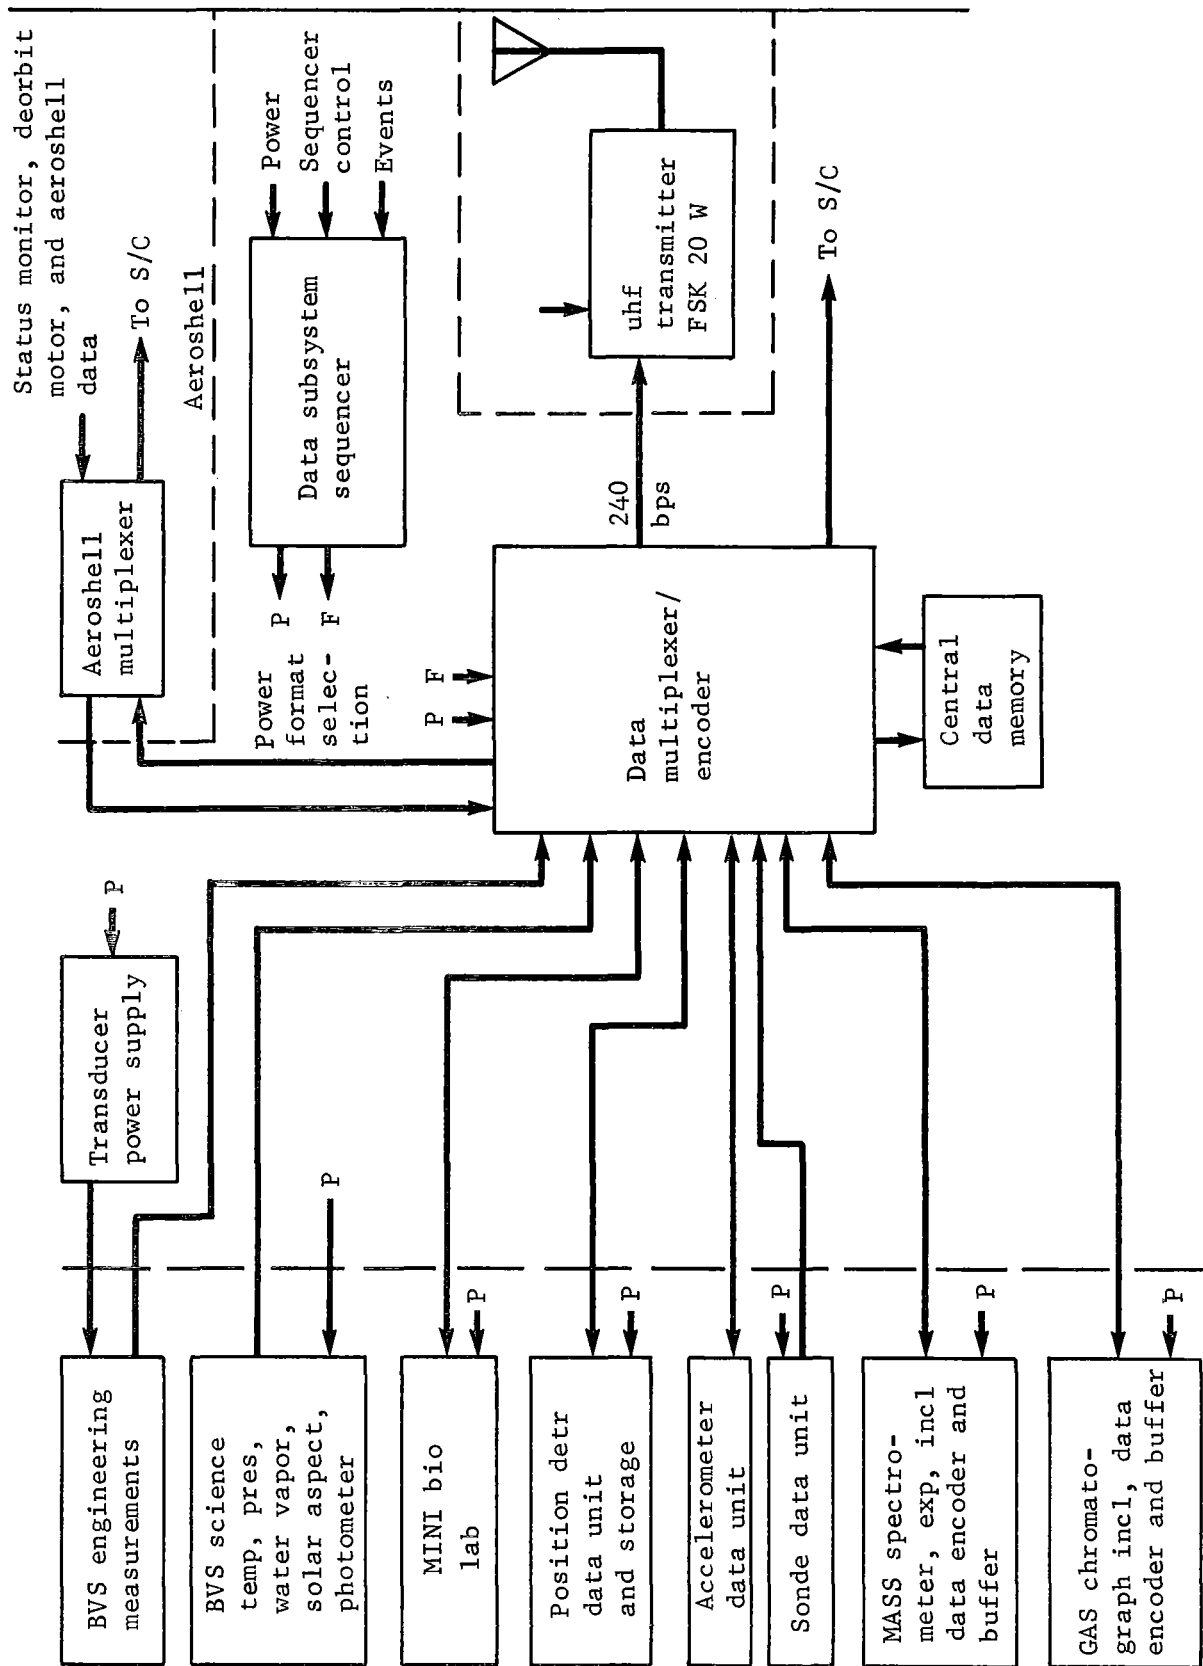 Status monitor, deorbit
motor, and aeroshell
data
To S/C
Aeroshell
Aeroshell
multiplexer
Power
Sequencer
control
Events
Data subsystem
sequencer
P
F
Power
format
selec-
tion
P
F
uhf
transmitter
FSK 20 W
240
bps
To S/C
Data
multiplexer/
encoder
Central
data
memory
Transducer
power supply
P
BVS engineering
measurements
BVS science
temp, pres,
water vapor,
solar aspect,
photometer
P
MINI bio
lab
P
Position detr
data unit
and storage
P
Accelerometer
data unit
Sonde data unit
P
MASS spectro-
meter, exp, incl
data encoder and
buffer
P
GAS chromato-
graph incl, data
encoder and buffer
P